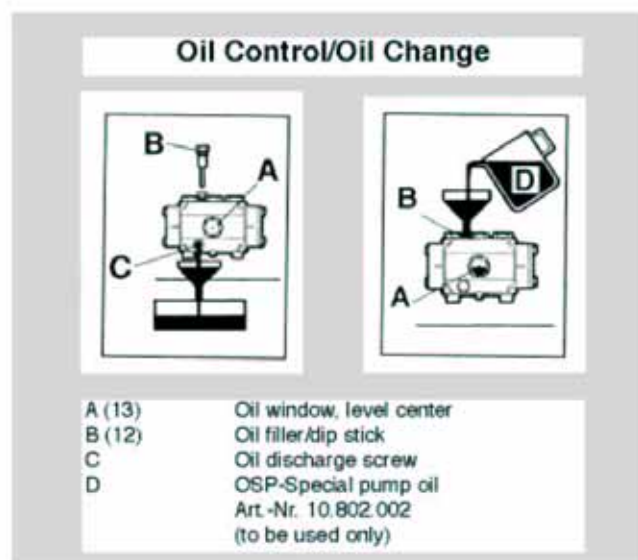 Oil Control/Oil Change
B
A
C
D
B
A
A (13) Oil window, level center
B (12) Oil filler/dip stick
C Oil discharge screw
D OSP-Special pump oil
Art.-Nr. 10.802.002
(to be used only)